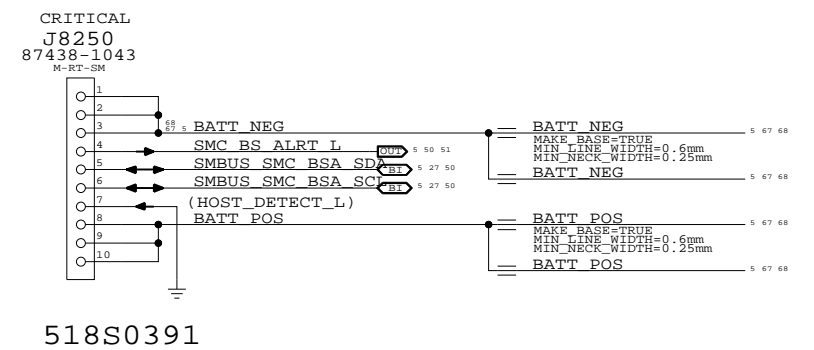 CRITICAL
J8250
87438-1043
M-RT-SM
1
2
3 68 67 5 BATT_NEG BATT_NEG 5 67 68
MAKE_BASE=TRUE
MIN_LINE_WIDTH=0.6mm
MIN_NECK_WIDTH=0.25mm
4 SMC_BS_ALRT_L OUT 5 50 51
5 SMBUS_SMC_BSA_SDA BI 5 27 50
BATT_NEG 5 67 68
6 SMBUS_SMC_BSA_SCL BI 5 27 50
7 (HOST_DETECT_L)
8 BATT_POS BATT_POS 5 67 68
MAKE_BASE=TRUE
MIN_LINE_WIDTH=0.6mm
MIN_NECK_WIDTH=0.25mm
9
10
BATT_POS 5 67 68
518S0391